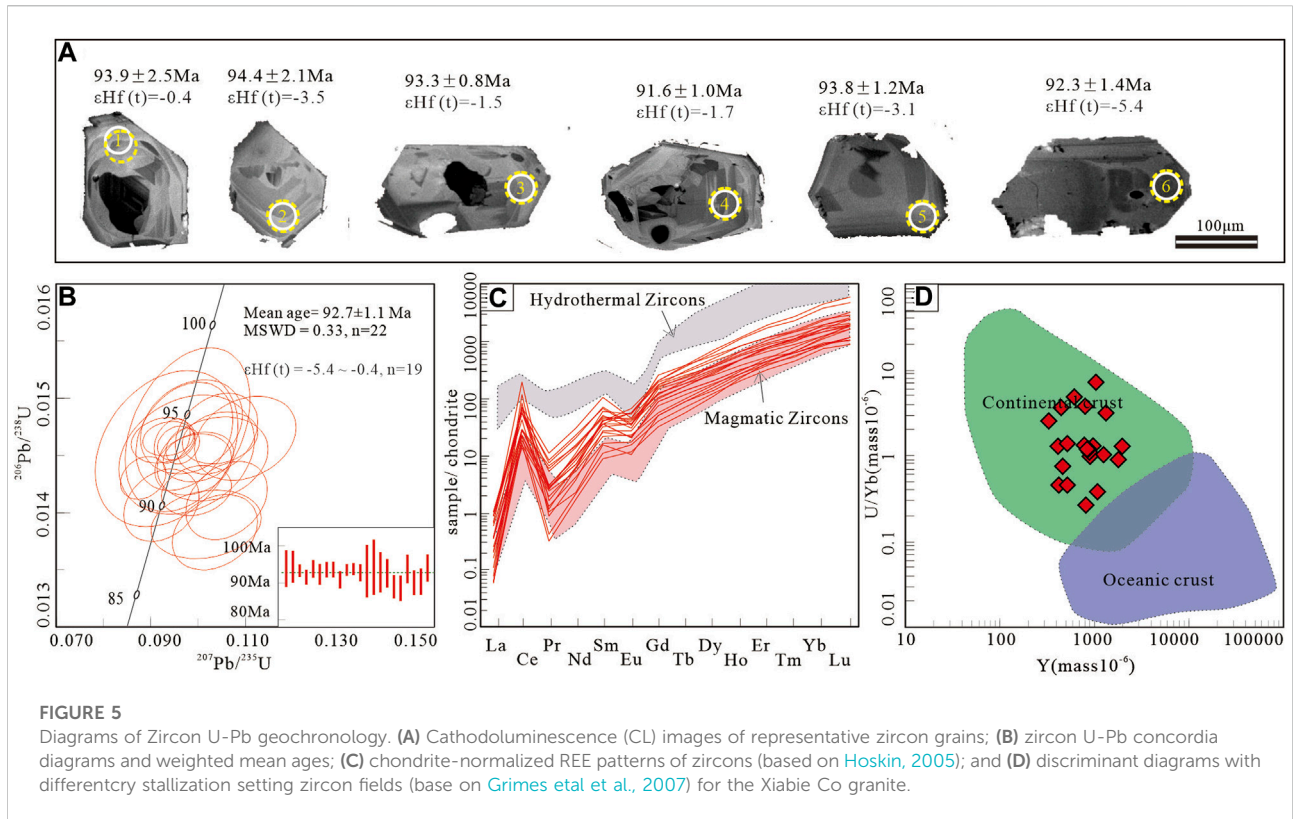 A
93.9±2.5Ma
εHf (t)=-0.4
94.4±2.1Ma
εHf (t)=-3.5
93.3±0.8Ma
εHf (t)=-1.5
91.6±1.0Ma
εHf (t)=-1.7
93.8±1.2Ma
εHf (t)=-3.1
92.3±1.4Ma
εHf (t)=-5.4
1
2
3
4
5
6
100μm
B
Mean age= 92.7±1.1 Ma
MSWD = 0.33, n=22
εHf (t) = -5.4 ~ -0.4, n=19
100
95
90
85
0.016
0.015
0.014
0.013
²⁰⁶Pb/²³⁸U
0.070 0.090 0.110 0.130 0.150
²⁰⁷Pb/²³⁵U
100Ma
90Ma
80Ma
C
Hydrothermal Zircons
Magmatic Zircons
sample/ chondrite
1000
100
10
1
0.1
0.01
La Ce Pr Nd Sm Eu Gd Tb Dy Ho Er Tm Yb Lu
D
Continental crust
Oceanic crust
U/Yb(mass10⁻⁶)
100
10
1
0.1
0.01
10 100 1000 10000 100000
Y(mass10⁻⁶)
FIGURE 5
Diagrams of Zircon U-Pb geochronology. (A) Cathodoluminescence (CL) images of representative zircon grains; (B) zircon U-Pb concordia
diagrams and weighted mean ages; (C) chondrite-normalized REE patterns of zircons (based on Hoskin, 2005); and (D) discriminant diagrams with
differentcry stallization setting zircon fields (base on Grimes etal et al., 2007) for the Xiabie Co granite.